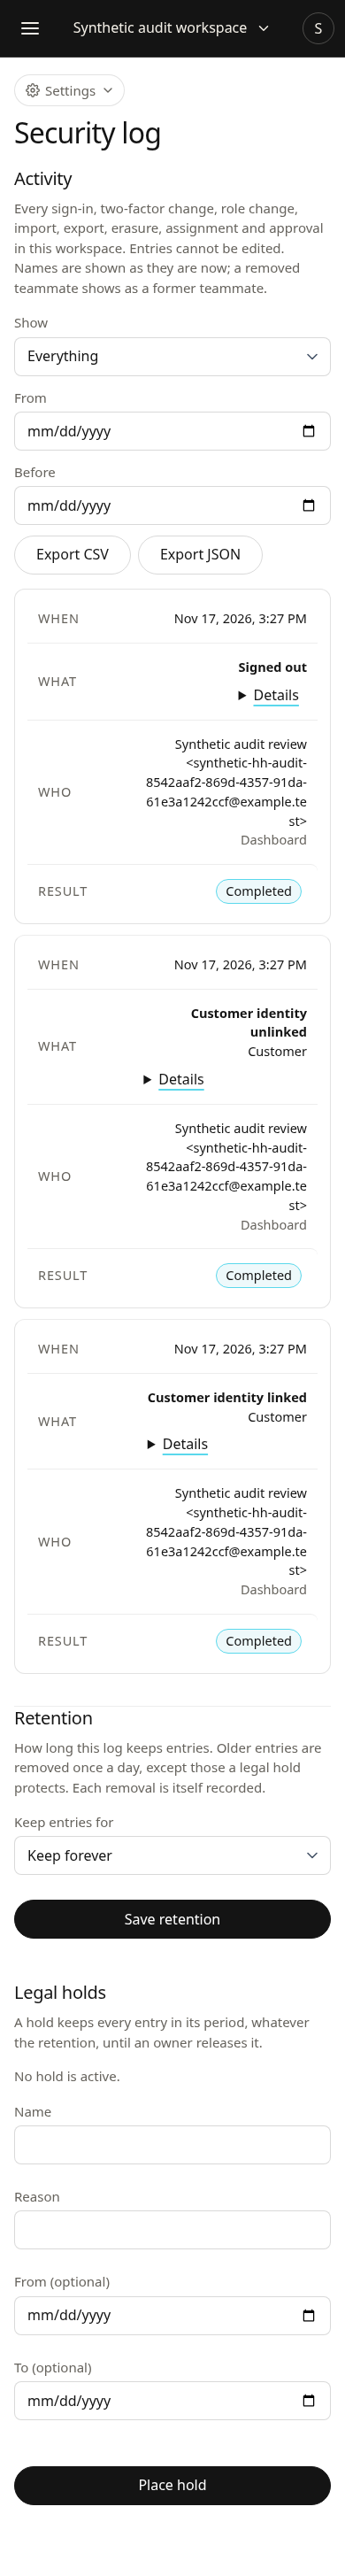 Synthetic audit workspace
S
Settings
Security log
Activity
Every sign-in, two-factor change, role change,
import, export, erasure, assignment and approval
in this workspace. Entries cannot be edited.
Names are shown as they are now; a removed
teammate shows as a former teammate.
Show
Everything
From
mm/dd/yyyy
Before
mm/dd/yyyy
Export CSV
Export JSON
WHEN
Nov 17, 2026, 3:27 PM
WHAT
Signed out
Details
WHO
Synthetic audit review
<synthetic-hh-audit-
8542aaf2-869d-4357-91da-
61e3a1242ccf@example.te
st>
Dashboard
RESULT
Completed
WHEN
Nov 17, 2026, 3:27 PM
WHAT
Customer identity
unlinked
Customer
Details
WHO
Synthetic audit review
<synthetic-hh-audit-
8542aaf2-869d-4357-91da-
61e3a1242ccf@example.te
st>
Dashboard
RESULT
Completed
WHEN
Nov 17, 2026, 3:27 PM
WHAT
Customer identity linked
Customer
Details
WHO
Synthetic audit review
<synthetic-hh-audit-
8542aaf2-869d-4357-91da-
61e3a1242ccf@example.te
st>
Dashboard
RESULT
Completed
Retention
How long this log keeps entries. Older entries are
removed once a day, except those a legal hold
protects. Each removal is itself recorded.
Keep entries for
Keep forever
Save retention
Legal holds
A hold keeps every entry in its period, whatever
the retention, until an owner releases it.
No hold is active.
Name
Reason
From (optional)
mm/dd/yyyy
To (optional)
mm/dd/yyyy
Place hold